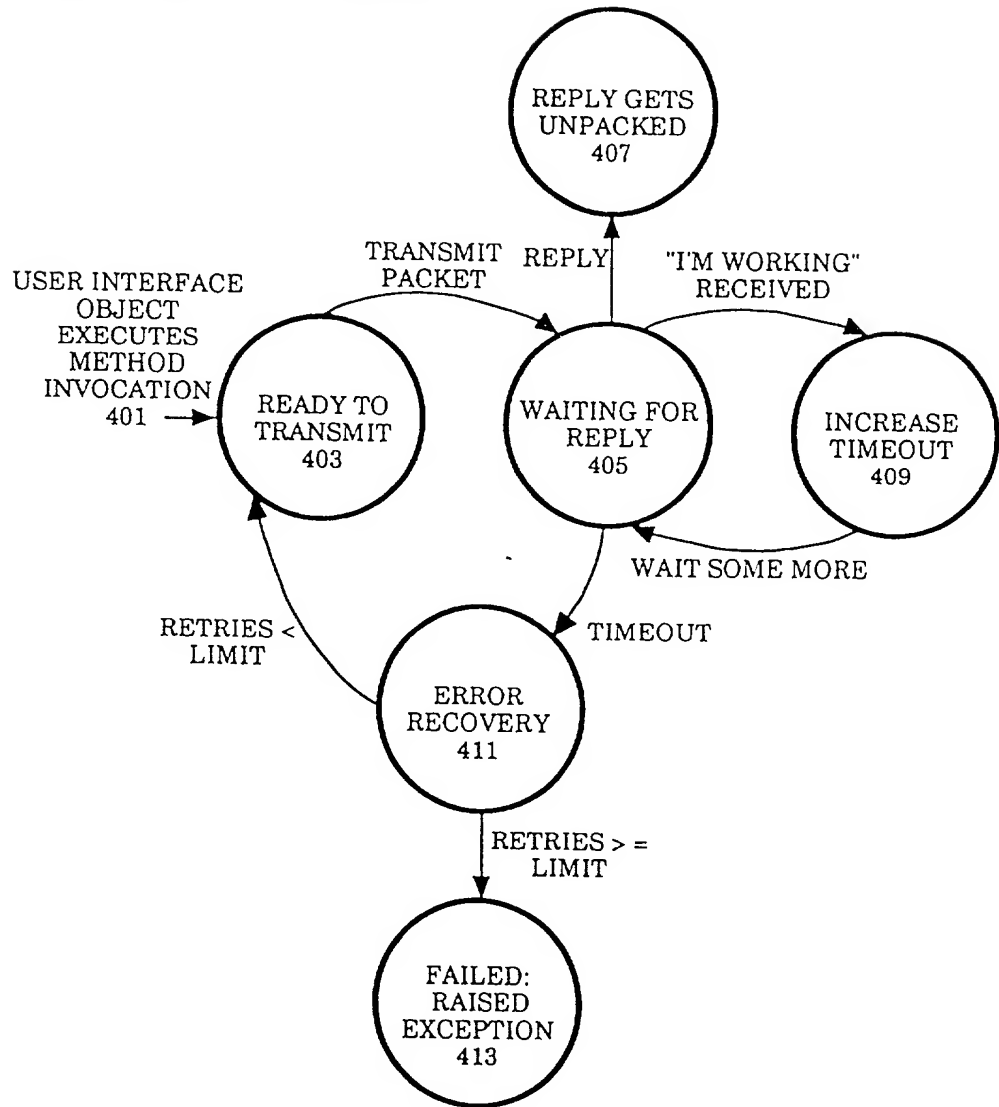 REPLY GETS
UNPACKED
407
TRANSMIT
PACKET
REPLY
"I'M WORKING"
RECEIVED
USER INTERFACE
OBJECT
EXECUTES
METHOD
INVOCATION
401
READY TO
TRANSMIT
403
WAITING FOR
REPLY
405
INCREASE
TIMEOUT
409
WAIT SOME MORE
RETRIES <
LIMIT
TIMEOUT
ERROR
RECOVERY
411
RETRIES > =
LIMIT
FAILED:
RAISED
EXCEPTION
413